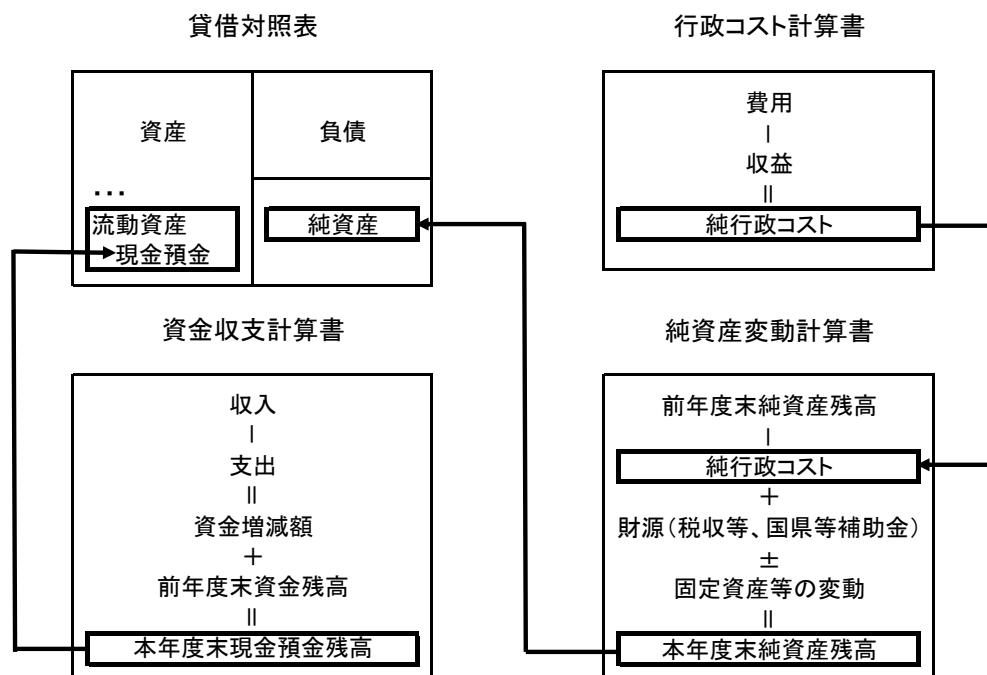 貸借対照表
資産
負債
・・・
流動資産
現金預金
純資産
行政コスト計算書
費用
－
収益
＝
純行政コスト
資金収支計算書
収入
－
支出
＝
資金増減額
＋
前年度末資金残高
＝
本年度末現金預金残高
純資産変動計算書
前年度末純資産残高
－
純行政コスト
＋
財源（税収等、国県等補助金）
±
固定資産等の変動
＝
本年度末純資産残高